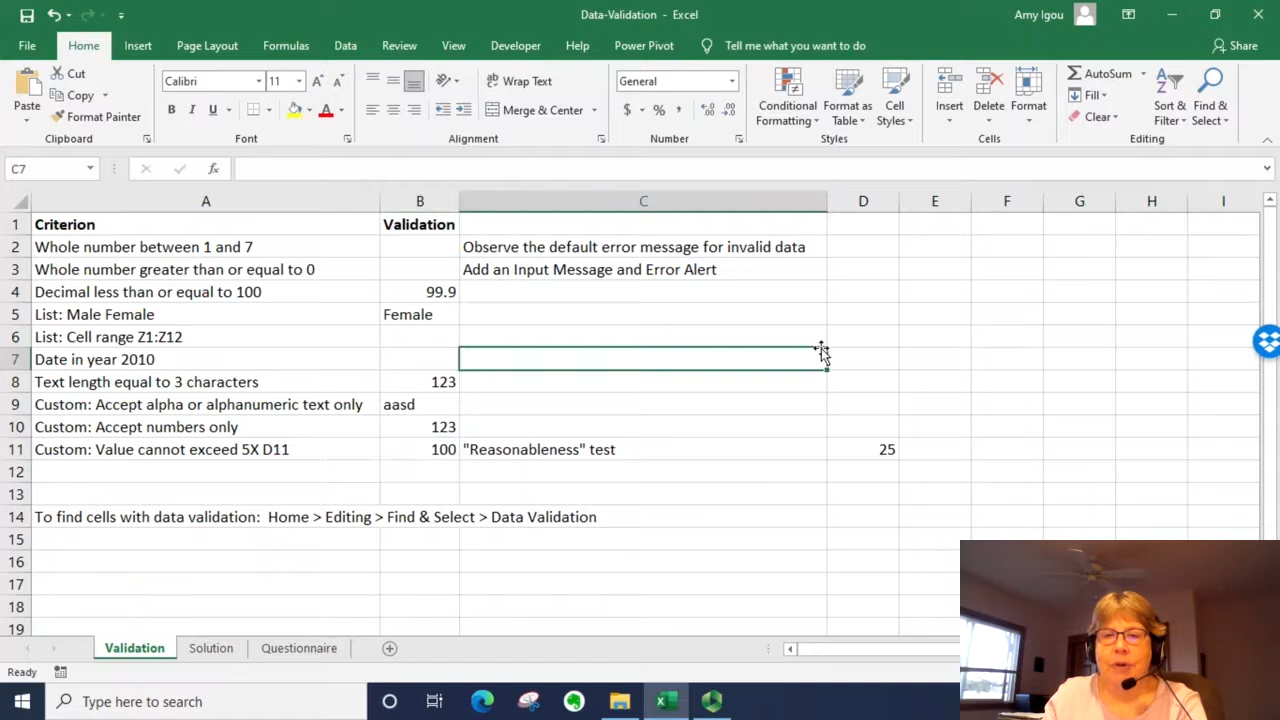 Data-Validation - Excel
Amy Igou
File Home Insert Page Layout Formulas Data Review View Developer Help Power Pivot Tell me what you want to do Share
Paste
Cut
Copy
Format Painter
Clipboard
Calibri 11
B I U
Font
Wrap Text
Merge & Center
Alignment
General
$ % ,
Number
Conditional Formatting
Format as Table
Cell Styles
Styles
Insert
Delete
Format
Cells
AutoSum
Fill
Clear
Sort & Filter
Find & Select
Editing
C7
fx
A B C D E F G H I
1 Criterion Validation
2 Whole number between 1 and 7 Observe the default error message for invalid data
3 Whole number greater than or equal to 0 Add an Input Message and Error Alert
4 Decimal less than or equal to 100 99.9
5 List: Male Female Female
6 List: Cell range Z1:Z12
7 Date in year 2010
8 Text length equal to 3 characters 123
9 Custom: Accept alpha or alphanumeric text only aasd
10 Custom: Accept numbers only 123
11 Custom: Value cannot exceed 5X D11 100 "Reasonableness" test 25
12
13
14 To find cells with data validation: Home > Editing > Find & Select > Data Validation
15
16
17
18
19
Validation Solution Questionnaire
Ready
Type here to search